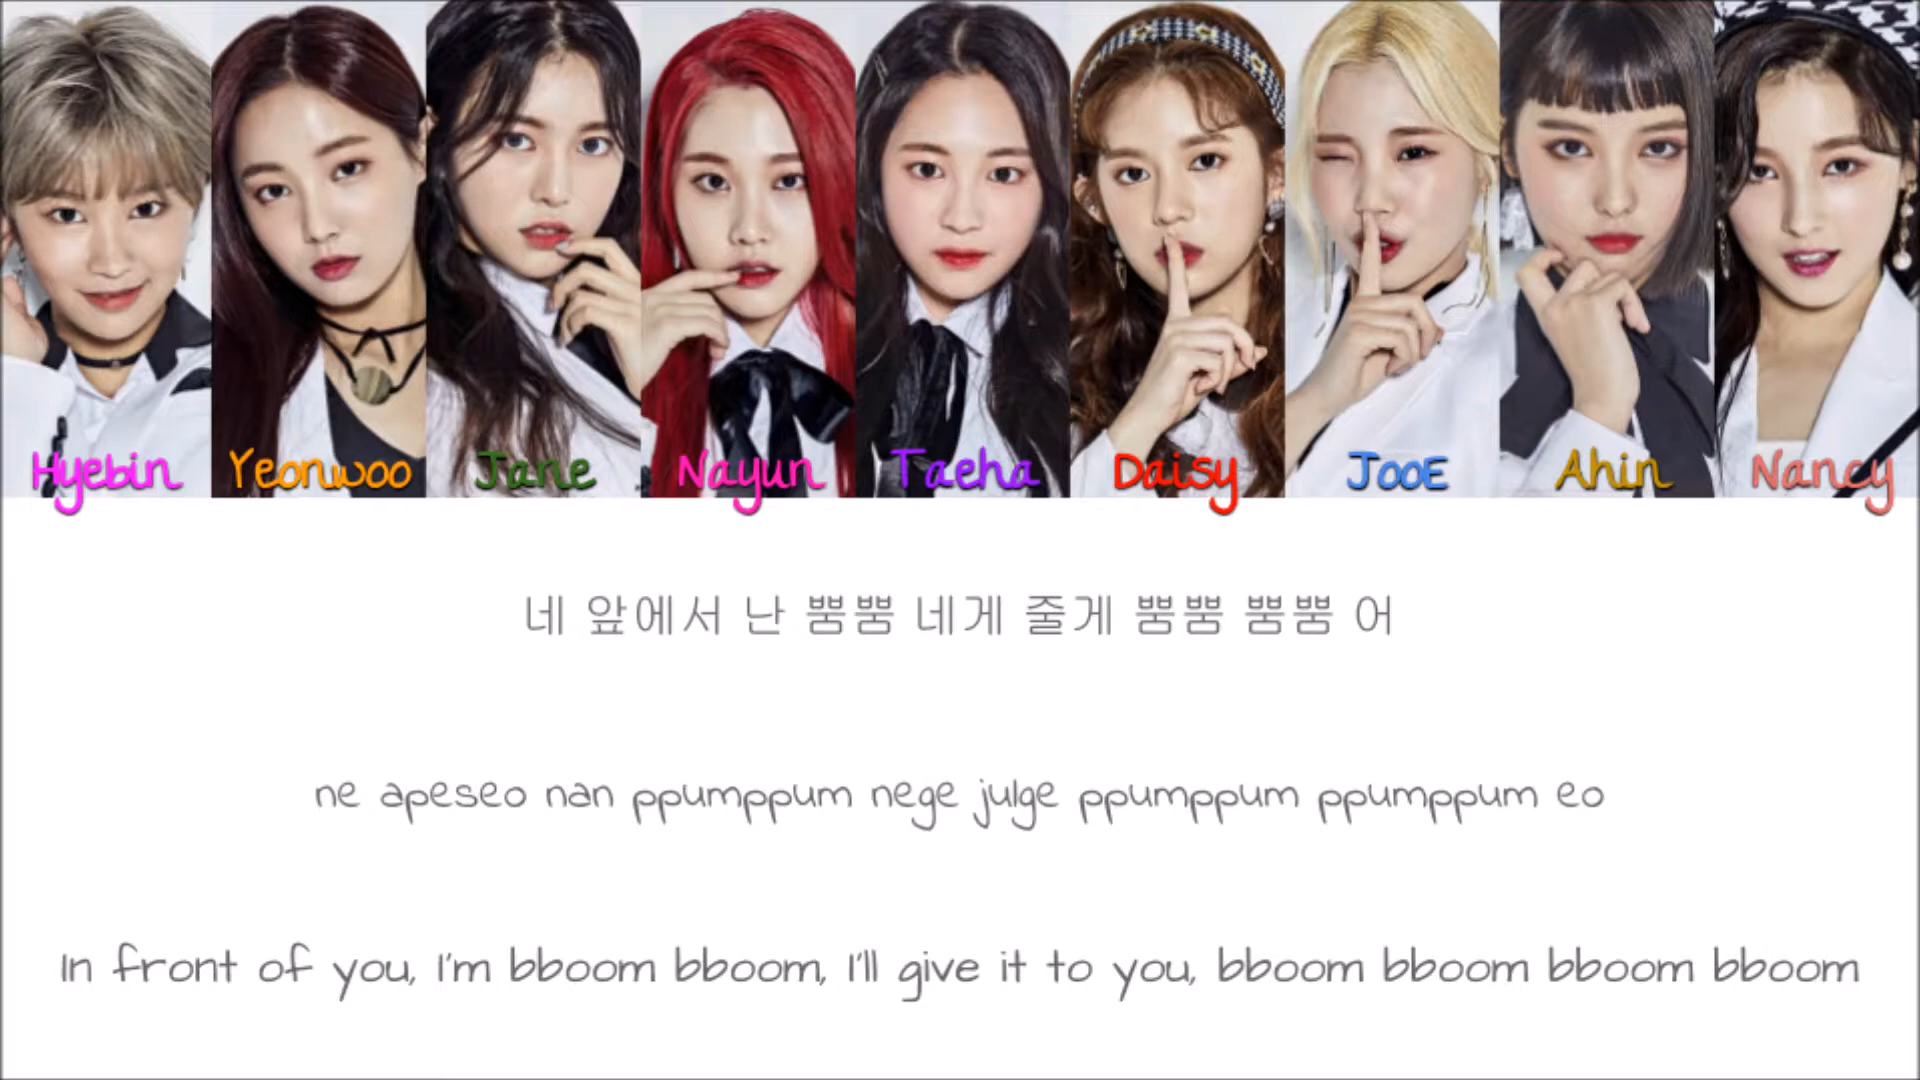 Hyebin Yeonwoo Jane Nayun Taeha Daisy JooE Ahin Nancy
네 앞에서 난 뿜뿜 네게 줄게 뿜뿜 뿜뿜 어
ne apeseo nan ppumppum nege julge ppumppum ppumppum eo
In front of you, I'm bboom bboom, I'll give it to you, bboom bboom bboom bboom